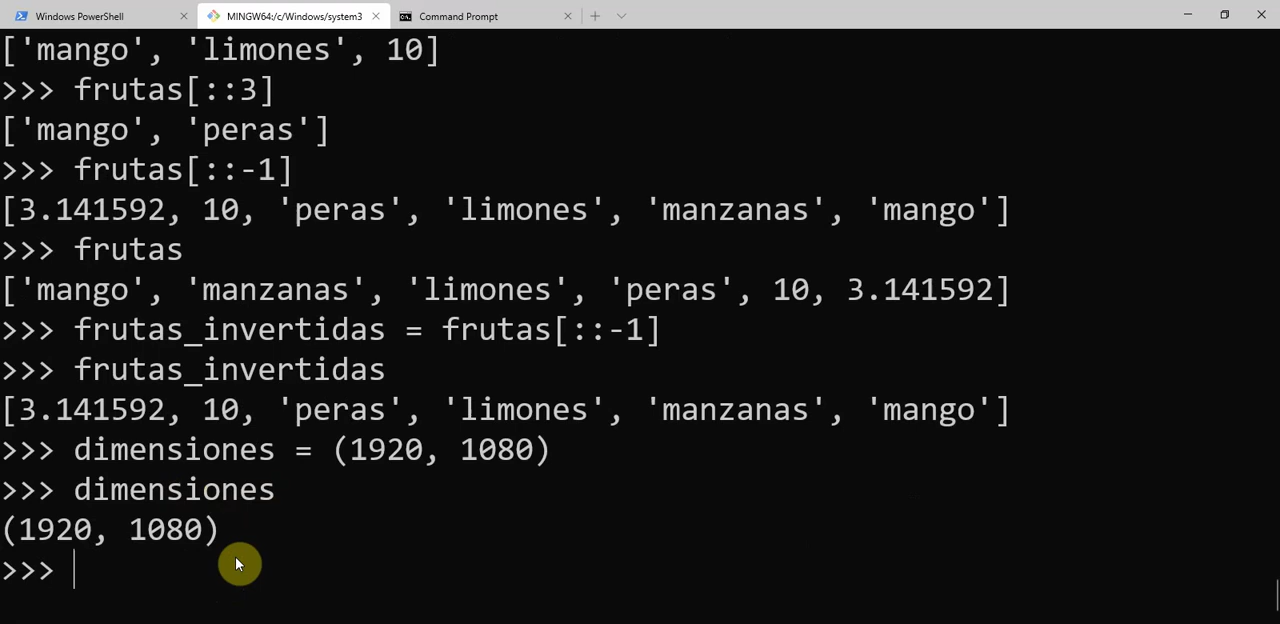 Windows PowerShell
MINGW64:/c/Windows/system3
Command Prompt
['mango', 'limones', 10]
>>> frutas[::3]
['mango', 'peras']
>>> frutas[::-1]
[3.141592, 10, 'peras', 'limones', 'manzanas', 'mango']
>>> frutas
['mango', 'manzanas', 'limones', 'peras', 10, 3.141592]
>>> frutas_invertidas = frutas[::-1]
>>> frutas_invertidas
[3.141592, 10, 'peras', 'limones', 'manzanas', 'mango']
>>> dimensiones = (1920, 1080)
>>> dimensiones
(1920, 1080)
>>>